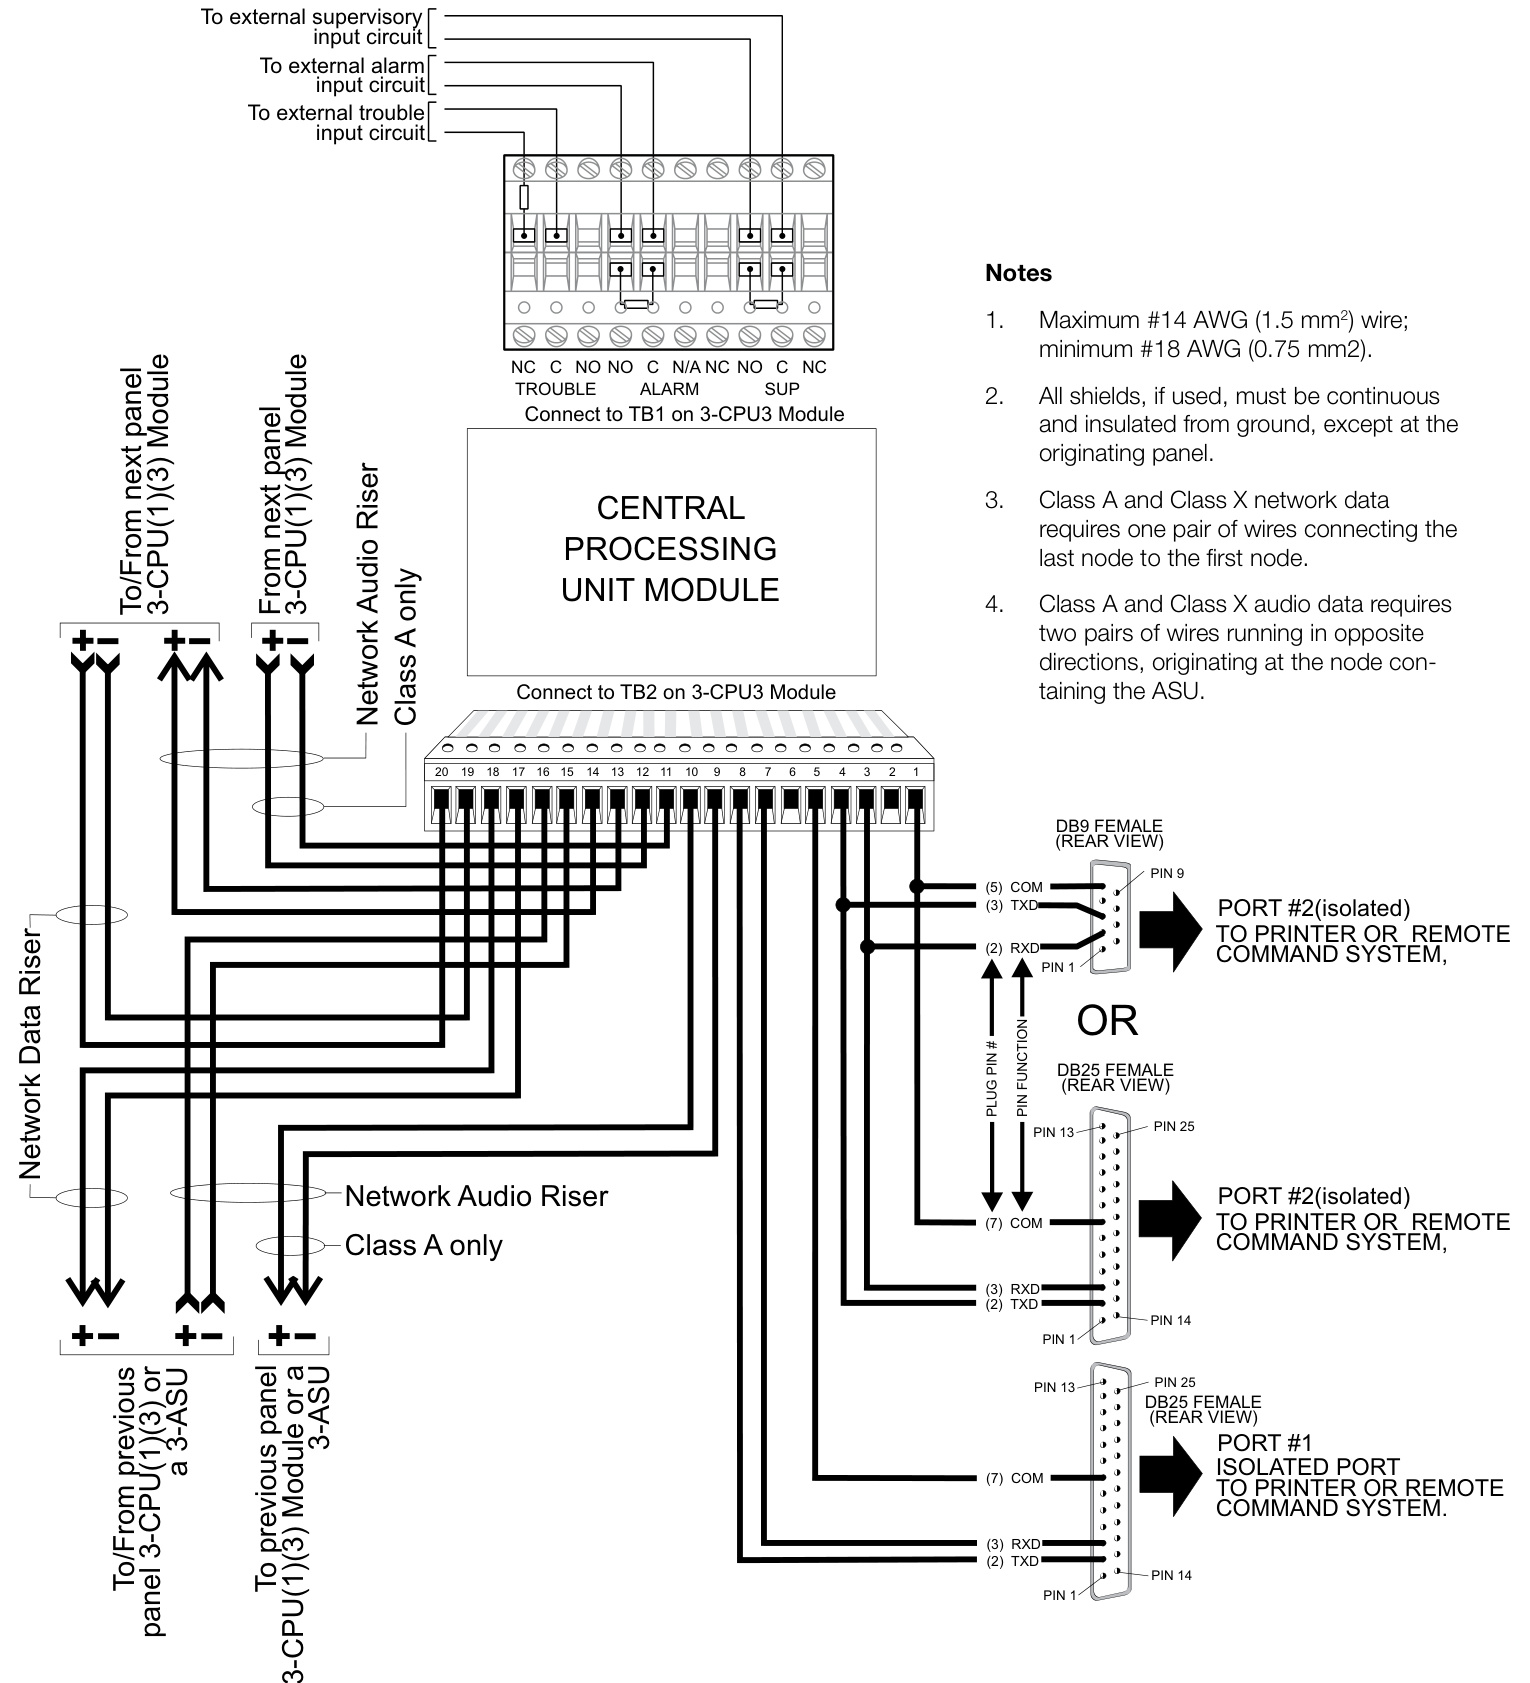 To external supervisory
input circuit
To external alarm
input circuit
To external trouble
input circuit
NC C NO NO C N/A NC NO C NC
TROUBLE ALARM SUP
Connect to TB1 on 3-CPU3 Module
CENTRAL
PROCESSING
UNIT MODULE
Connect to TB2 on 3-CPU3 Module
20 19 18 17 16 15 14 13 12 11 10 9 8 7 6 5 4 3 2 1
Notes
1. Maximum #14 AWG (1.5 mm²) wire;
minimum #18 AWG (0.75 mm2).
2. All shields, if used, must be continuous
and insulated from ground, except at the
originating panel.
3. Class A and Class X network data
requires one pair of wires connecting the
last node to the first node.
4. Class A and Class X audio data requires
two pairs of wires running in opposite
directions, originating at the node con-
taining the ASU.
To/From next panel
3-CPU(1)(3) Module
From next panel
3-CPU(1)(3) Module
Network Audio Riser
Class A only
+ − + − + −
Network Data Riser
Network Audio Riser
Class A only
+ − + − + −
To/From previous
panel 3-CPU(1)(3) or
a 3-ASU
To previous panel
3-CPU(1)(3) Module or a
3-ASU
DB9 FEMALE
(REAR VIEW)
PIN 9
(5) COM
(3) TXD
(2) RXD
PIN 1
PORT #2(isolated)
TO PRINTER OR REMOTE
COMMAND SYSTEM,
PLUG PIN #
PIN FUNCTION
OR
DB25 FEMALE
(REAR VIEW)
PIN 13
PIN 25
(7) COM
(3) RXD
(2) TXD
PIN 1
PIN 14
PORT #2(isolated)
TO PRINTER OR REMOTE
COMMAND SYSTEM,
PIN 13
PIN 25
DB25 FEMALE
(REAR VIEW)
(7) COM
(3) RXD
(2) TXD
PIN 1
PIN 14
PORT #1
ISOLATED PORT
TO PRINTER OR REMOTE
COMMAND SYSTEM.